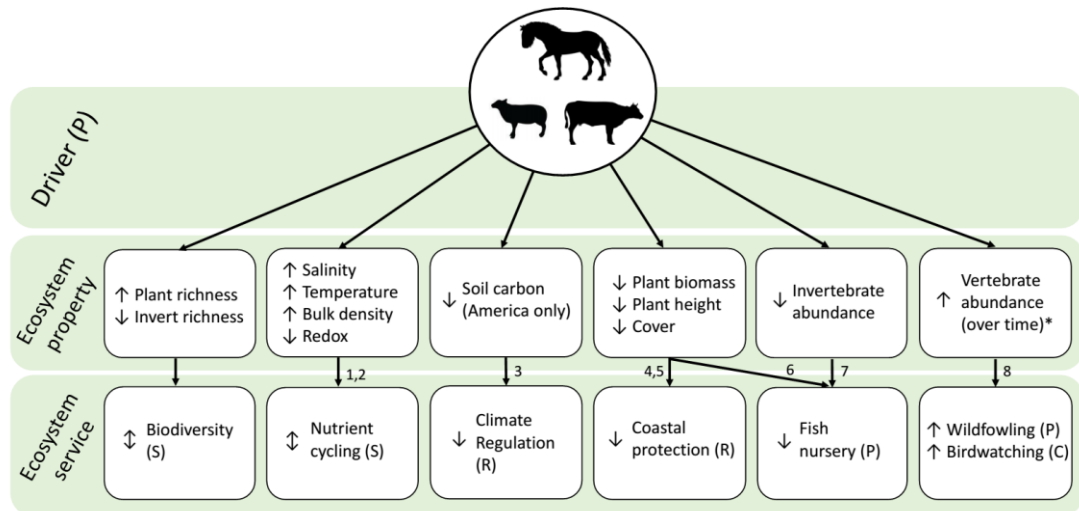 Driver (P)
Ecosystem
property
↑ Plant richness
↓ Invert richness
↑ Salinity
↑ Temperature
↑ Bulk density
↓ Redox
↓ Soil carbon
(America only)
↓ Plant biomass
↓ Plant height
↓ Cover
↓ Invertebrate
abundance
↑ Vertebrate
abundance
(over time)*
1,2
3
4,5
6
7
8
Ecosystem
service
↕ Biodiversity
(S)
↕ Nutrient
cycling (S)
↓ Climate
Regulation
(R)
↓ Coastal
protection (R)
↓ Fish
nursery (P)
↑ Wildfowling (P)
↑ Birdwatching (C)